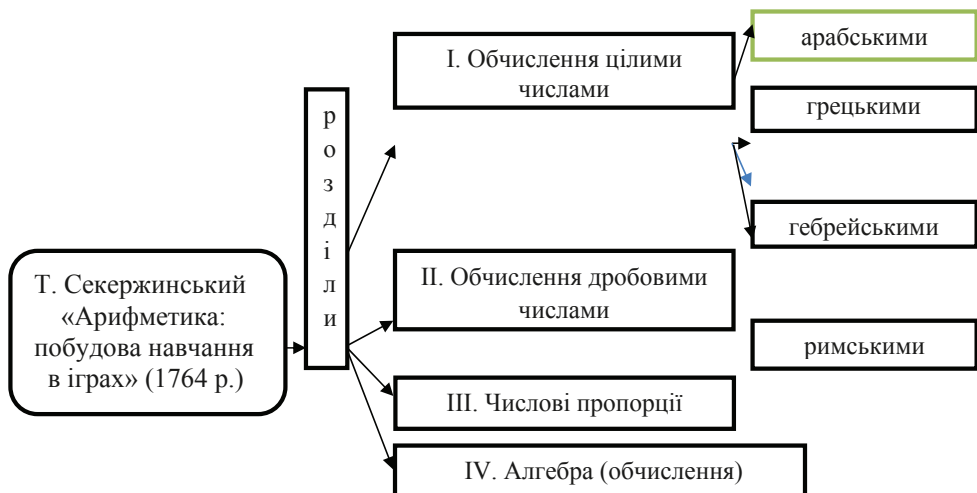 Т. Секержинський
«Арифметика:
побудова навчання
в іграх» (1764 р.)
розділи
І. Обчислення цілими
числами
ІІ. Обчислення дробовими
числами
ІІІ. Числові пропорції
IV. Алгебра (обчислення)
арабськими
грецькими
гебрейськими
римськими